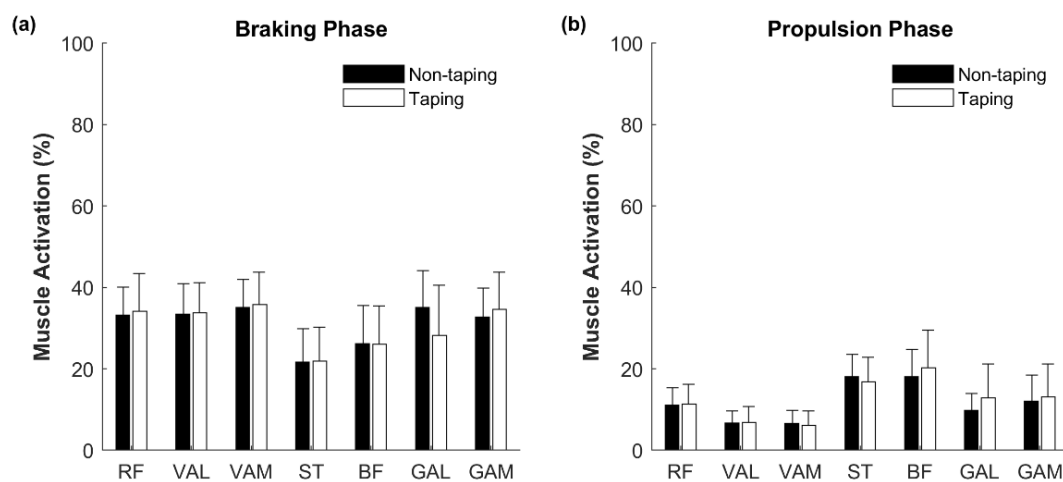 (a)
Braking Phase
Non-taping
Taping
Muscle Activation (%)
100
80
60
40
20
0
RF VAL VAM ST BF GAL GAM
(b)
Propulsion Phase
Non-taping
Taping
Muscle Activation (%)
100
80
60
40
20
0
RF VAL VAM ST BF GAL GAM